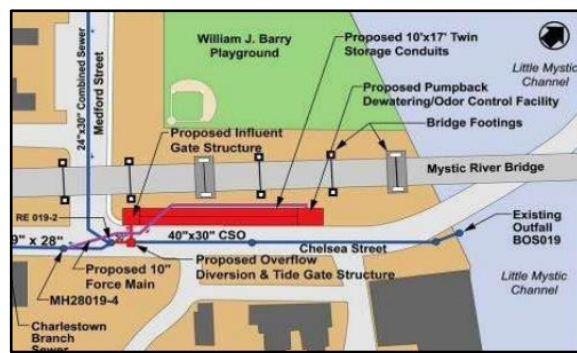 William J. Barry
Playground
Proposed 10'x17' Twin
Storage Conduits
Little Mystic
Channel
24"x30" Combined Sewer
Medford Street
Proposed Pumpback
Dewatering/Odor Control Facility
Proposed Influent
Gate Structure
Bridge Footings
Mystic River Bridge
RE 019-2
9" x 28"
40"x30" CSO
Chelsea Street
Existing
Outfall
BOS019
Proposed 10"
Force Main
Proposed Overflow
Diversion & Tide Gate Structure
MH28019-4
Little Mystic
Channel
Charlestown
Branch
Sewer